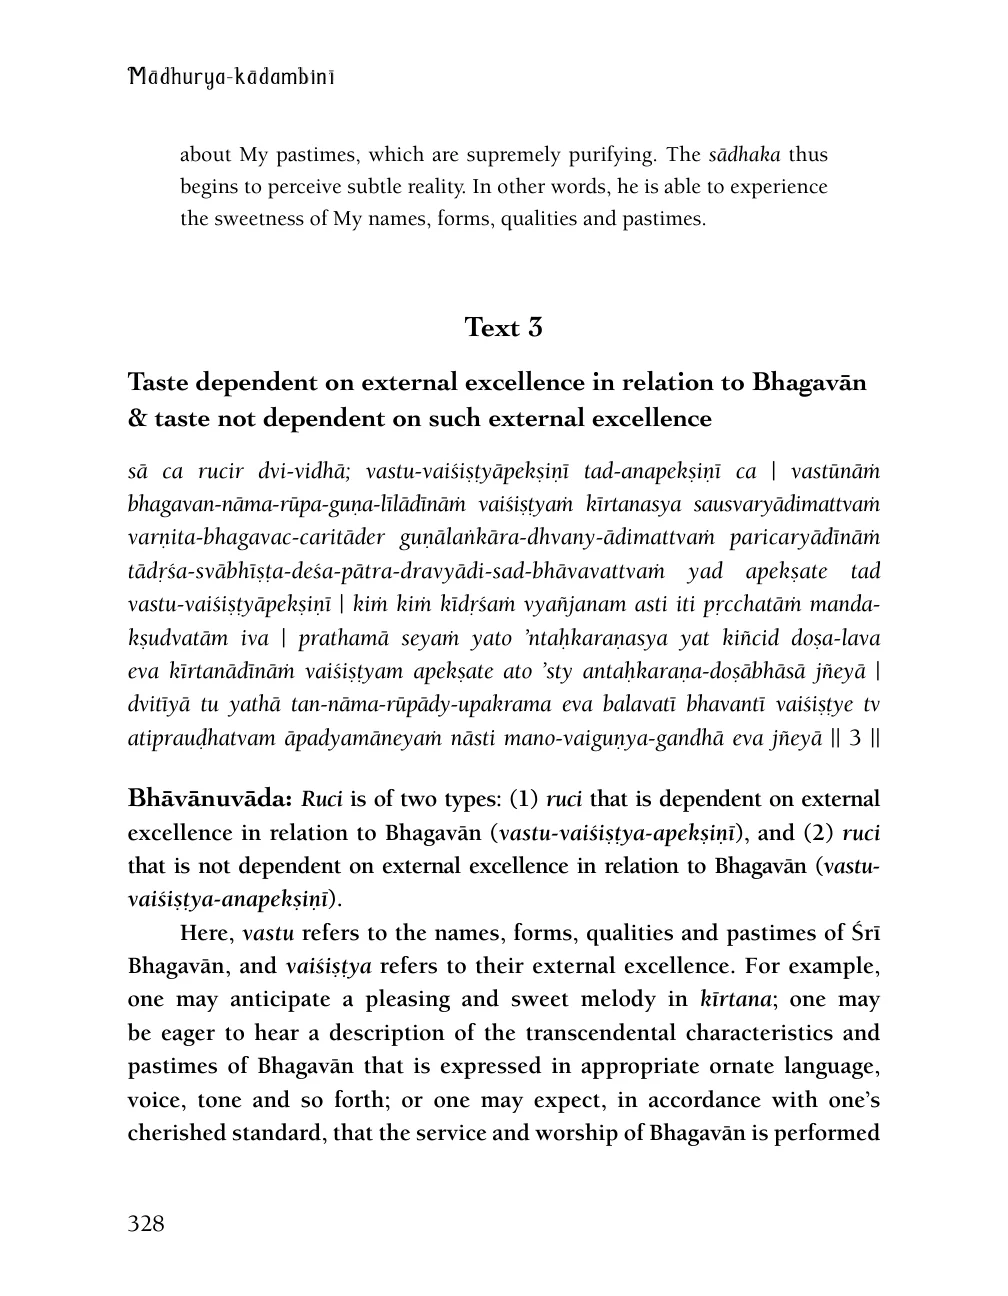 Mādhurya-kādambinī
about My pastimes, which are supremely purifying. The sādhaka thus
begins to perceive subtle reality. In other words, he is able to experience
the sweetness of My names, forms, qualities and pastimes.
Text 3
Taste dependent on external excellence in relation to Bhagavān
& taste not dependent on such external excellence
sā ca rucir dvi-vidhā; vastu-vaiśiṣṭyāpekṣiṇī tad-anapekṣiṇī ca | vastūnāṁ
bhagavan-nāma-rūpa-guṇa-līlādīnāṁ vaiśiṣṭyaṁ kīrtanasya sausvaryādimattvaṁ
varṇita-bhagavac-caritāder guṇālaṅkāra-dhvany-ādimattvaṁ paricaryādīnāṁ
tādṛśa-svābhīṣṭa-deśa-pātra-dravyādi-sad-bhāvavattvaṁ yad apekṣate tad
vastu-vaiśiṣṭyāpekṣiṇī | kiṁ kiṁ kīdṛśaṁ vyañjanam asti iti pṛcchatāṁ manda-
kṣudvatām iva | prathamā seyaṁ yato ’ntaḥkaraṇasya yat kiñcid doṣa-lava
eva kīrtanādīnāṁ vaiśiṣṭyam apekṣate ato ’sty antaḥkaraṇa-doṣābhāsā jñeyā |
dvitīyā tu yathā tan-nāma-rūpādy-upakrama eva balavatī bhavantī vaiśiṣṭye tv
atiprauḍhatvam āpadyamāneyaṁ nāsti mano-vaiguṇya-gandhā eva jñeyā || 3 ||
Bhāvānuvāda: Ruci is of two types: (1) ruci that is dependent on external
excellence in relation to Bhagavān (vastu-vaiśiṣṭya-apekṣiṇī), and (2) ruci
that is not dependent on external excellence in relation to Bhagavān (vastu-
vaiśiṣṭya-anapekṣiṇī).
Here, vastu refers to the names, forms, qualities and pastimes of Śrī
Bhagavān, and vaiśiṣṭya refers to their external excellence. For example,
one may anticipate a pleasing and sweet melody in kīrtana; one may
be eager to hear a description of the transcendental characteristics and
pastimes of Bhagavān that is expressed in appropriate ornate language,
voice, tone and so forth; or one may expect, in accordance with one’s
cherished standard, that the service and worship of Bhagavān is performed
328